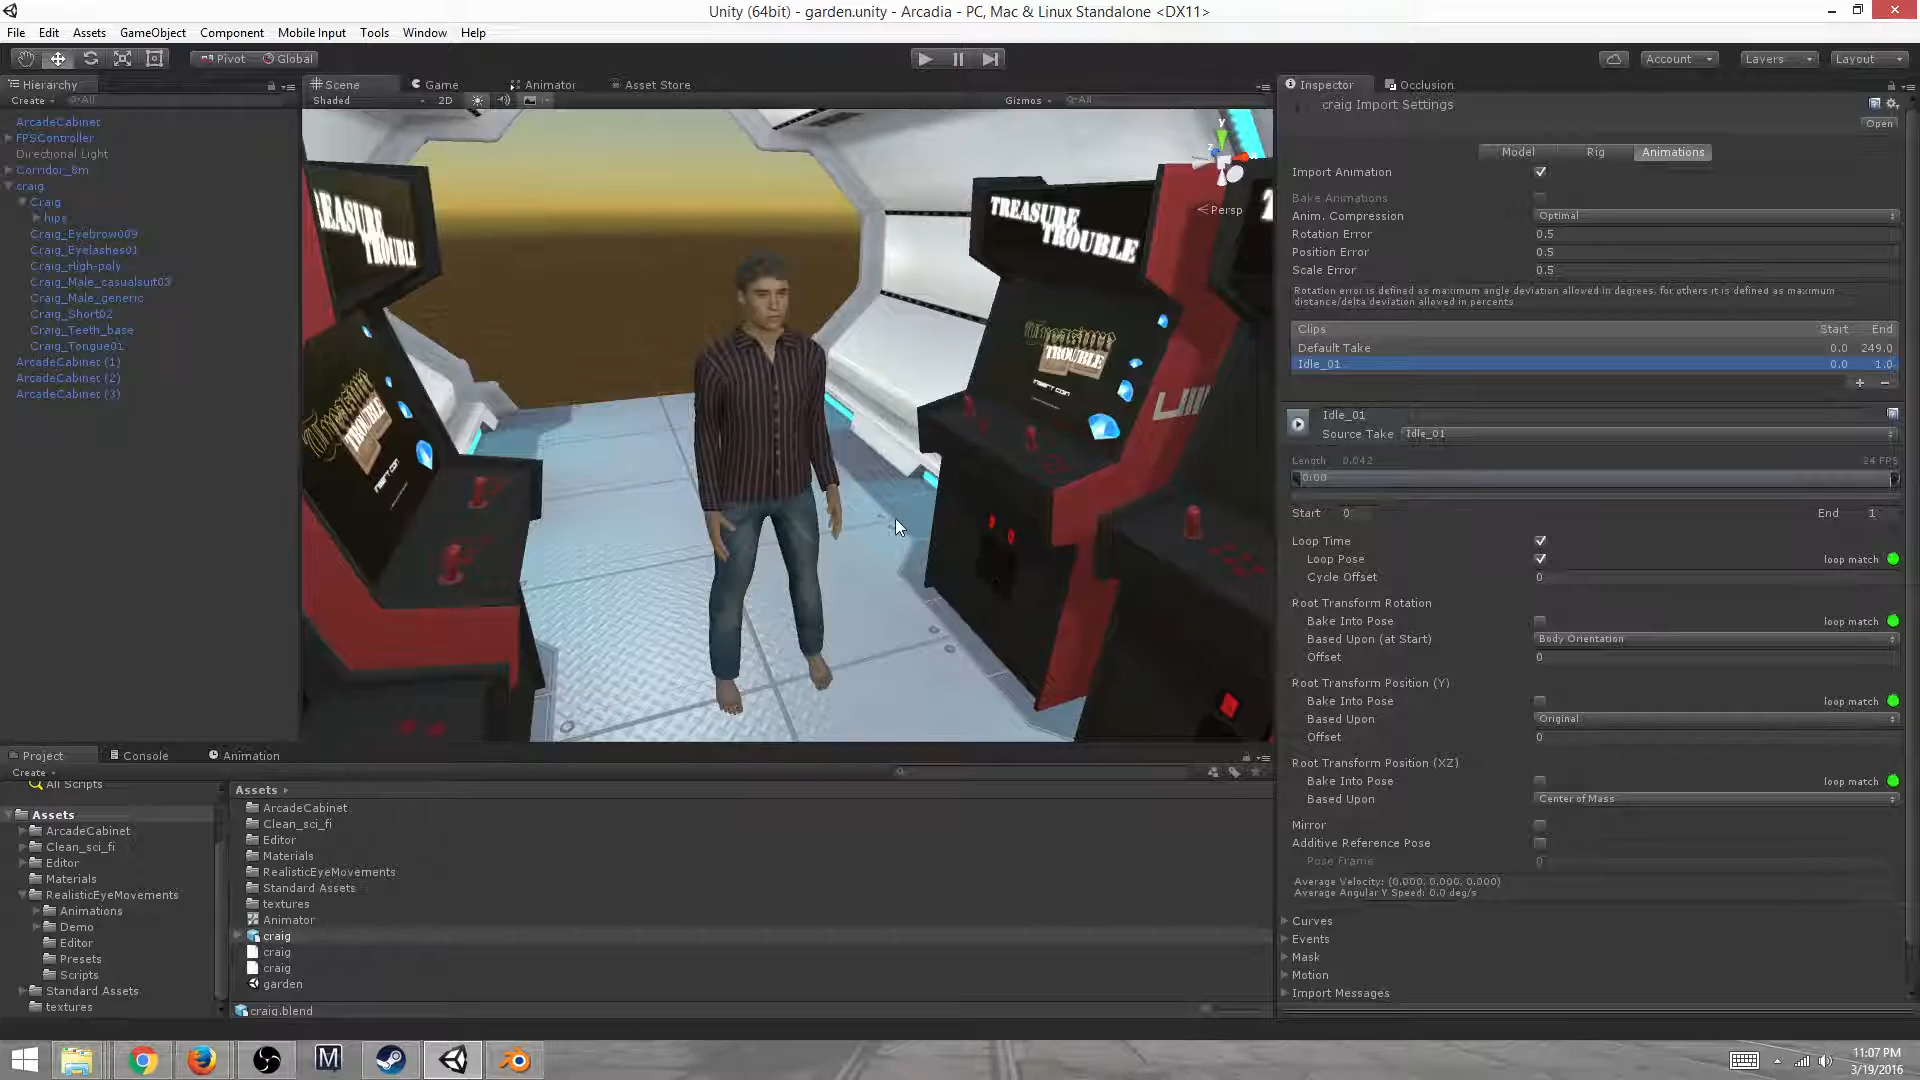 Unity (64bit) - garden.unity - Arcadia - PC, Mac & Linux Standalone <DX11>
File Edit Assets GameObject Component Mobile Input Tools Window Help
Pivot Global Account Layers Layout
Hierarchy
Create All
ArcadeCabinet
FPSController
Directional Light
Corridor_8m
craig
Craig
hips
Craig_Eyebrow009
Craig_Eyelashes01
Craig_High-poly
Craig_Male_casualsuit03
Craig_Male_generic
Craig_Short02
Craig_Teeth_base
Craig_Tongue01
ArcadeCabinet (1)
ArcadeCabinet (2)
ArcadeCabinet (3)
Scene Game Animator Asset Store
Shaded 2D Gizmos All
y
z
Persp
TREASURE
TROUBLE
TREASURE
TROUBLE
TROUBLE
INSERT COIN
TROUBLE
INSERT COIN
Inspector Occlusion
craig Import Settings
Open
Model Rig Animations
Import Animation
Bake Animations
Anim. Compression Optimal
Rotation Error 0.5
Position Error 0.5
Scale Error 0.5
Rotation error is defined as maximum angle deviation allowed in degrees, for others it is defined as maximum
distance/delta deviation allowed in percents
Clips Start End
Default Take 0.0 249.0
Idle_01 0.0 1.0
+ −
Idle_01
Source Take Idle_01
Length 0.042 24 FPS
0:00
Start 0 End 1
Loop Time
Loop Pose loop match
Cycle Offset 0
Root Transform Rotation
Bake Into Pose loop match
Based Upon (at Start) Body Orientation
Offset 0
Root Transform Position (Y)
Bake Into Pose loop match
Based Upon Original
Offset 0
Root Transform Position (XZ)
Bake Into Pose loop match
Based Upon Center of Mass
Mirror
Additive Reference Pose
Pose Frame 0
Average Velocity: (0.000, 0.000, 0.000)
Average Angular Y Speed: 0.0 deg/s
Curves
Events
Mask
Motion
Import Messages
Project Console Animation
Create
All Scripts
Assets
ArcadeCabinet
Clean_sci_fi
Editor
Materials
RealisticEyeMovements
Animations
Demo
Editor
Presets
Scripts
Standard Assets
textures
Assets
ArcadeCabinet
Clean_sci_fi
Editor
Materials
RealisticEyeMovements
Standard Assets
textures
Animator
craig
craig
craig
garden
craig.blend
11:07 PM
3/19/2016